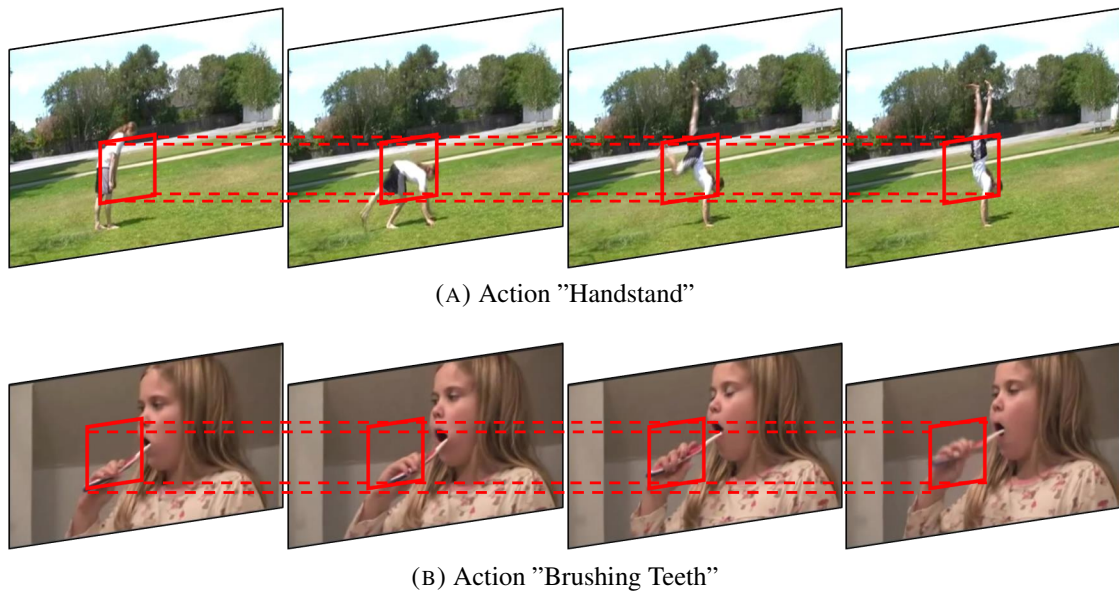 (A) Action ”Handstand”
(B) Action ”Brushing Teeth”